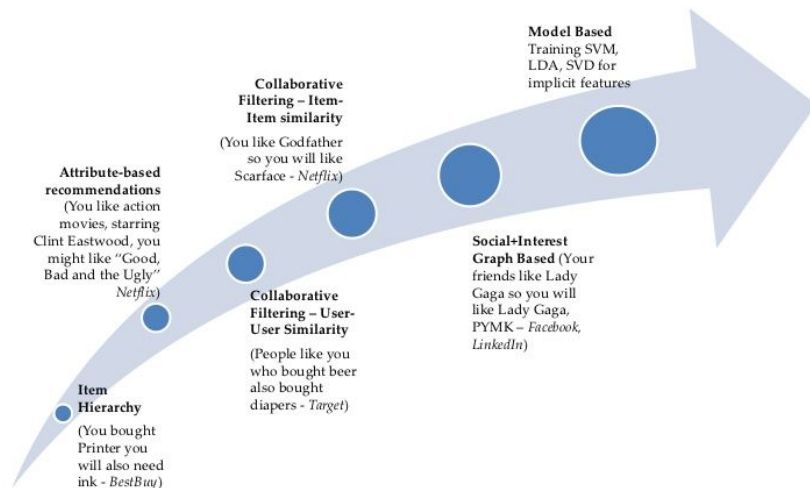 Model Based
Training SVM,
LDA, SVD for
implicit features
Collaborative
Filtering – Item-
Item similarity
(You like Godfather
so you will like
Scarface - Netflix)
Attribute-based
recommendations
(You like action
movies, starring
Clint Eastwood, you
might like “Good,
Bad and the Ugly”
Netflix)
Social+Interest
Graph Based (Your
friends like Lady
Gaga so you will
like Lady Gaga,
PYMK – Facebook,
LinkedIn)
Collaborative
Filtering – User-
User Similarity
(People like you
who bought beer
also bought
diapers - Target)
Item
Hierarchy
(You bought
Printer you
will also need
ink - BestBuy)